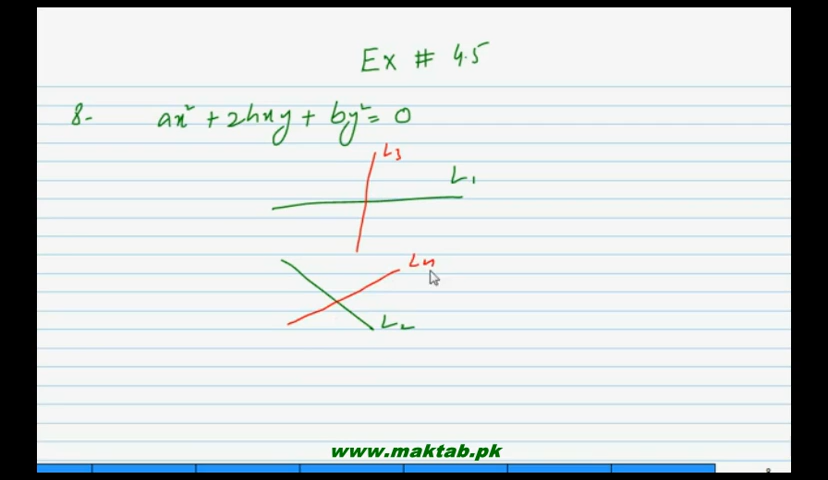 Ex # 4.5
8- ax² + 2hxy + by² = 0
L₃
L₁
L₄
L₂
www.maktab.pk